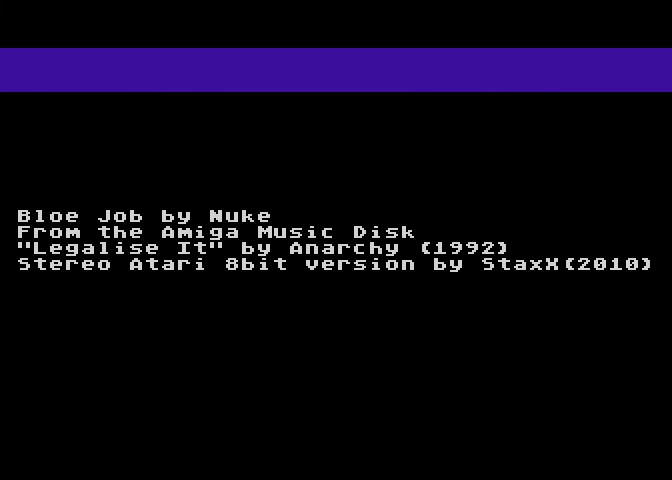 Bloe Job by Nuke
From the Amiga Music Disk
"Legalise It" by Anarchy (1992)
Stereo Atari 8bit version by StaxX(2010)